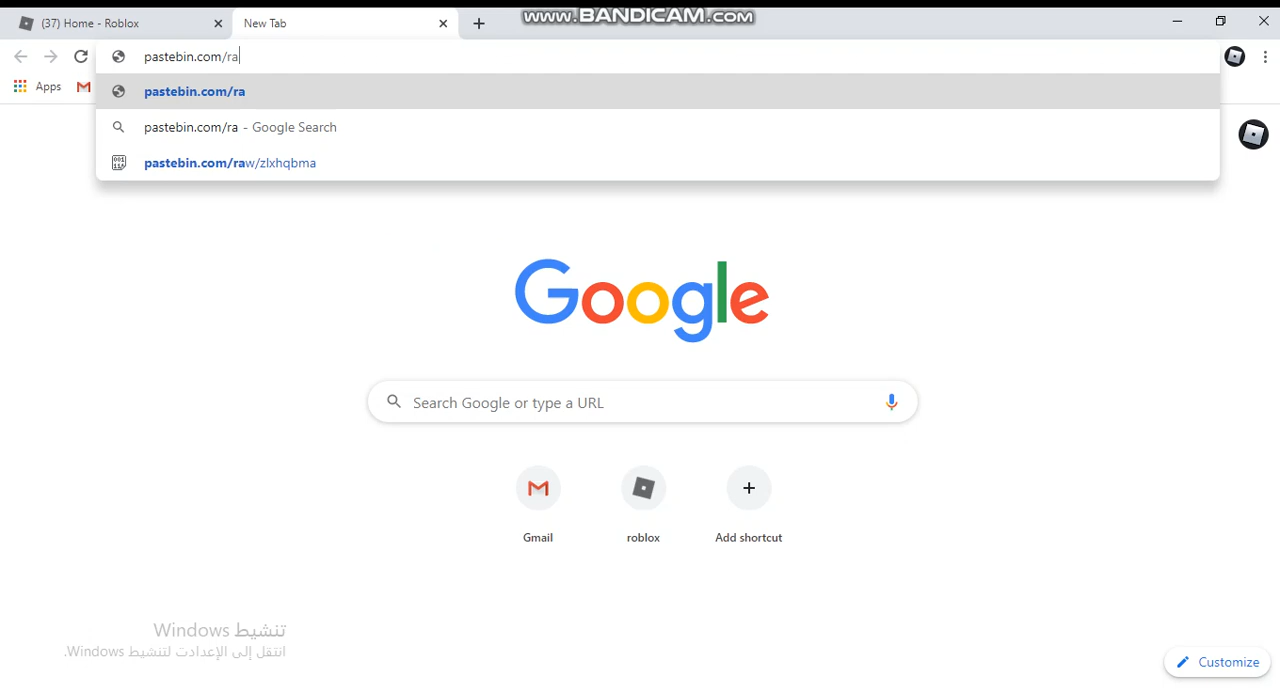 www.BANDICAM.com
(37) Home - Roblox
New Tab
pastebin.com/ra
Apps
pastebin.com/ra
pastebin.com/ra - Google Search
pastebin.com/raw/zlxhqbma
Google
Search Google or type a URL
Gmail
roblox
Add shortcut
تنشيط Windows
انتقل إلى الإعدادت لتنشيط Windows.
Customize